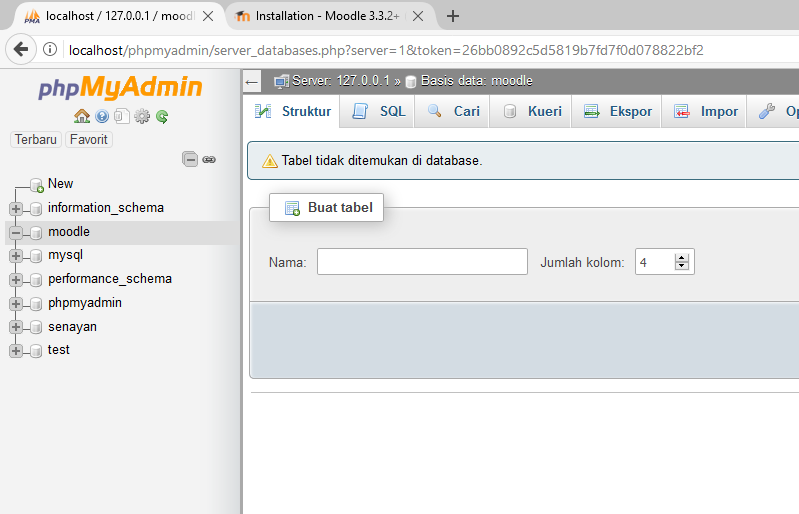 localhost / 127.0.0.1 / mood
Installation - Moodle 3.3.2+
localhost/phpmyadmin/server_databases.php?server=1&token=26bb0892c5d5819b7fd7f0d078822bf2
phpMyAdmin
Server: 127.0.0.1 » Basis data: moodle
Struktur SQL Cari Kueri Ekspor Impor Op
Terbaru Favorit
Tabel tidak ditemukan di database.
New
information_schema
moodle
mysql
performance_schema
phpmyadmin
senayan
test
Buat tabel
Nama: Jumlah kolom: 4